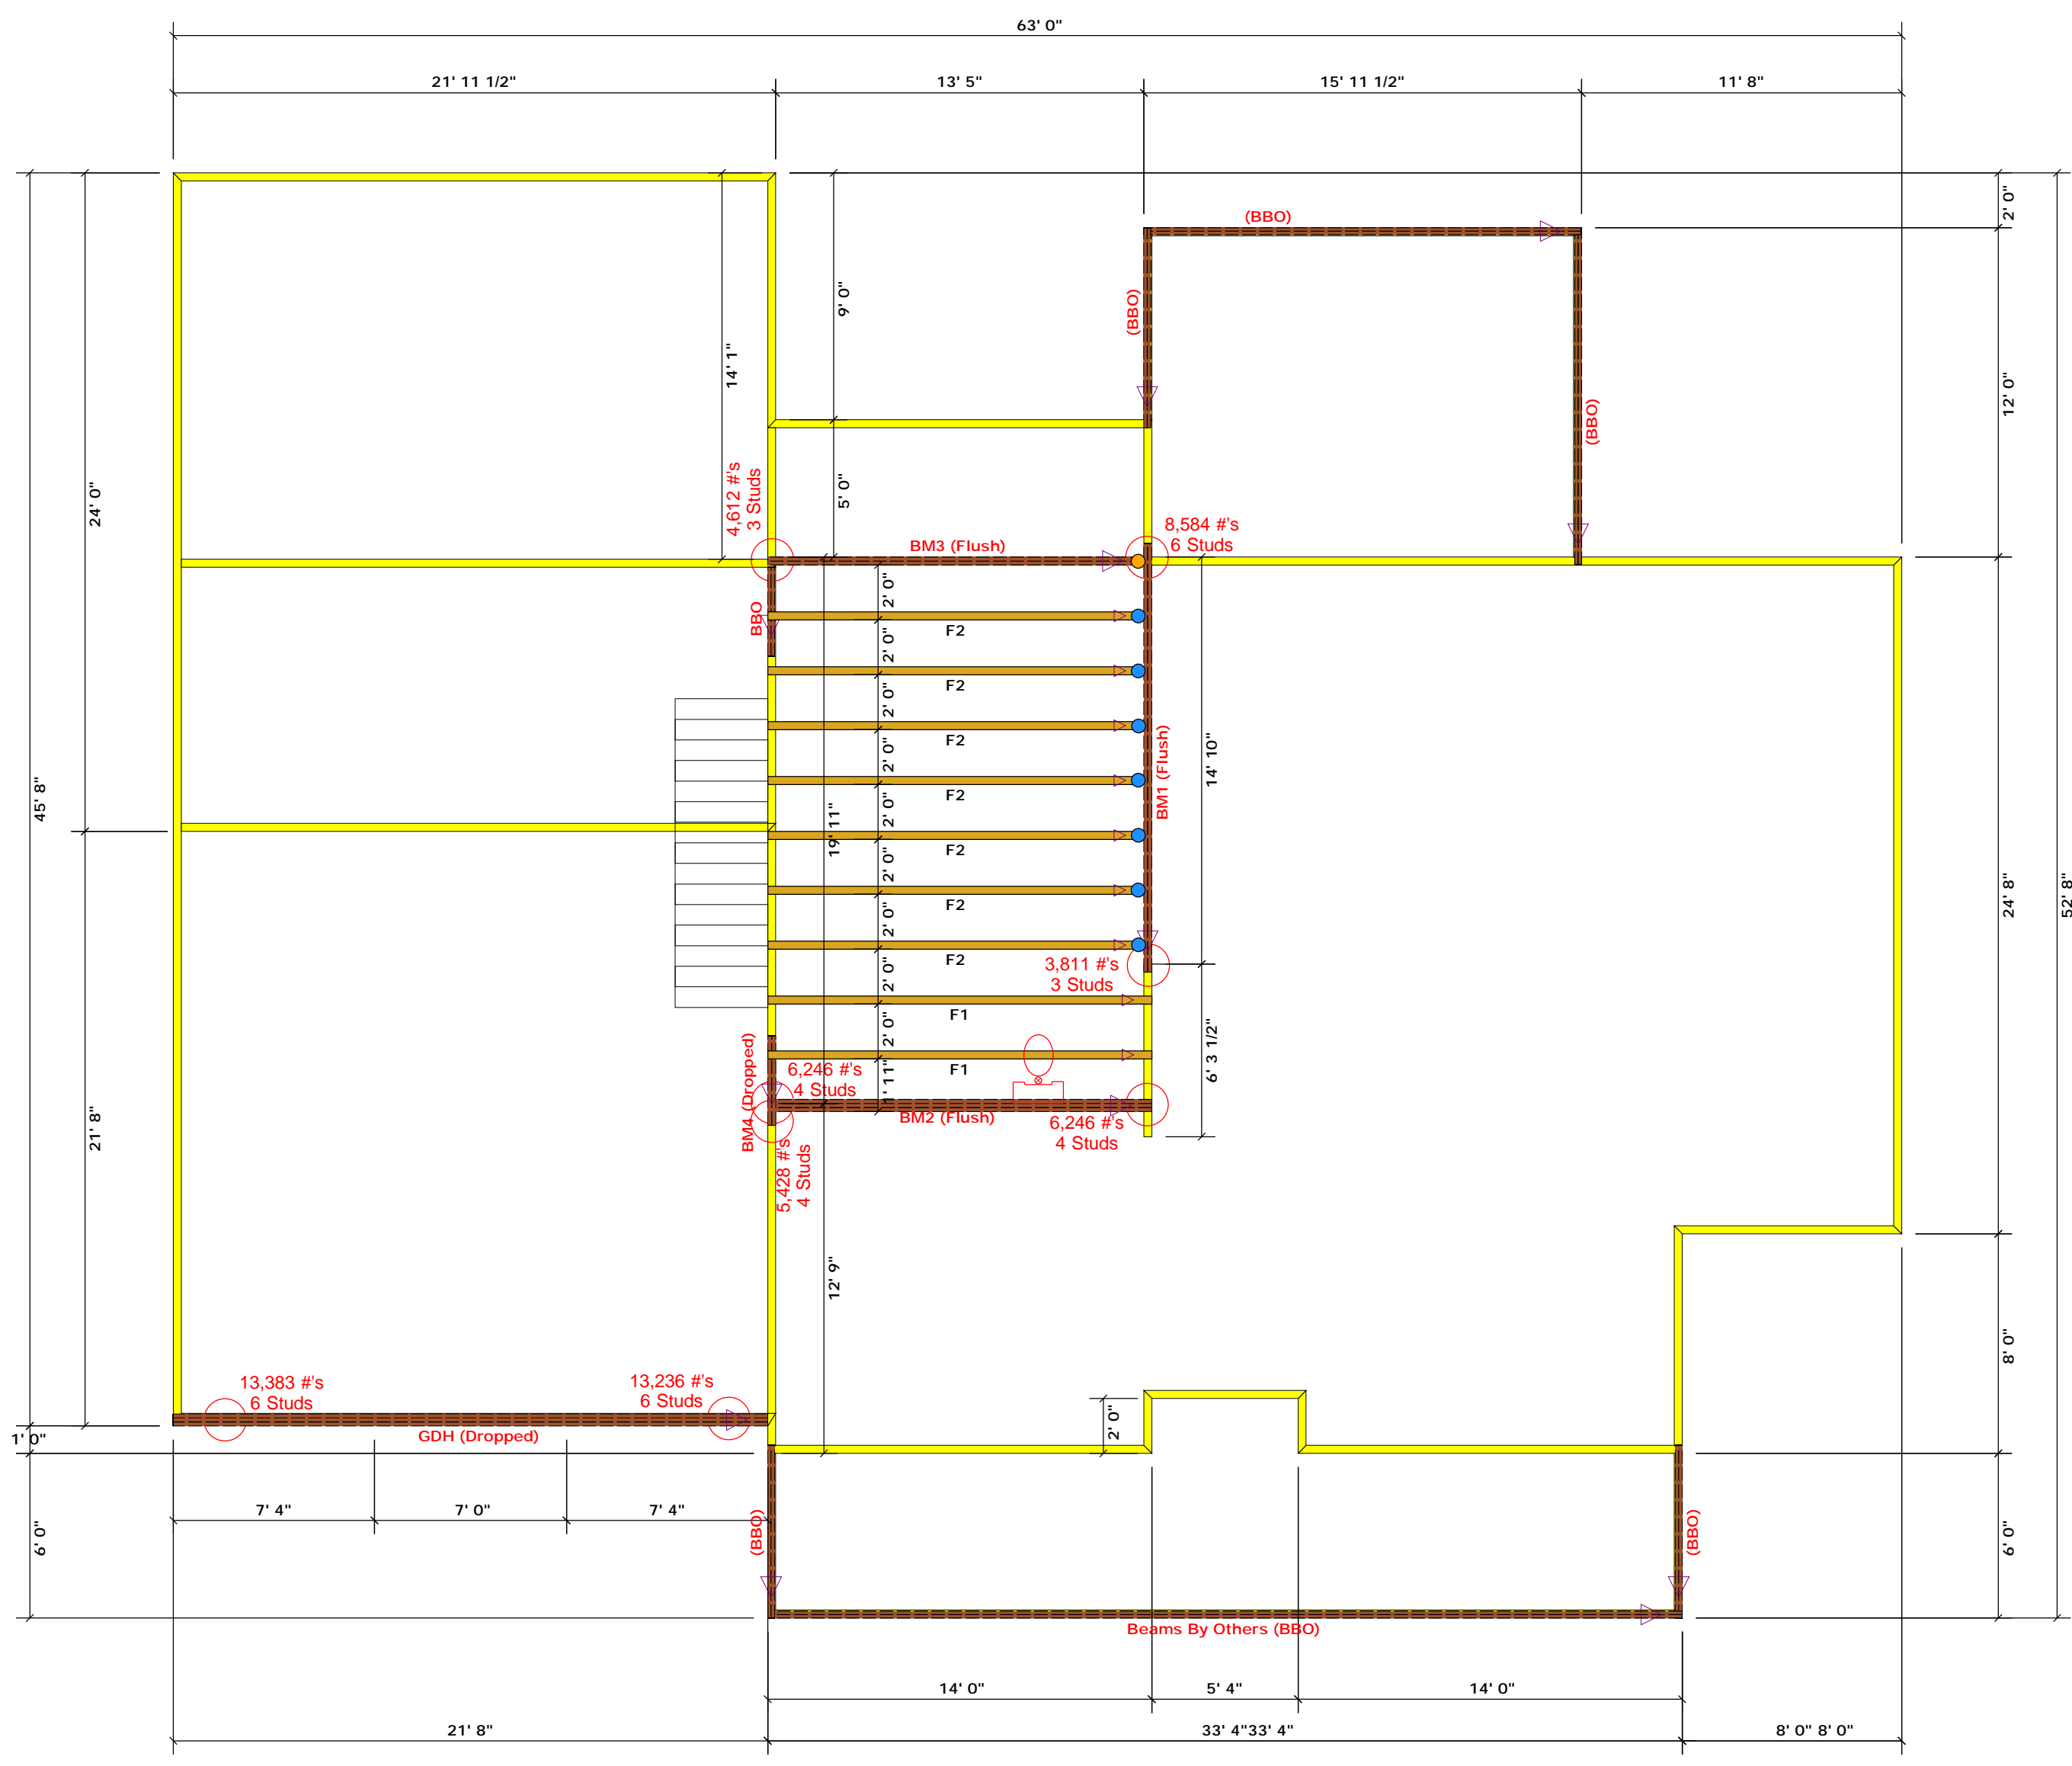 63' 0"
21' 11 1/2"
13' 5"
15' 11 1/2"
11' 8"
2' 0"
(BBO)
9' 0"
(BBO)
14' 1"
12' 0"
(BBO)
24' 0"
4,612 #'s
3 Studs
5' 0"
8,584 #'s
6 Studs
BM3 (Flush)
2' 0"
BBO
F2
2' 0"
F2
2' 0"
F2
2' 0"
F2
2' 0"
F2
2' 0"
F2
2' 0"
F2
2' 0"
F1
2' 0"
F1
1' 11"
19' 11"
14' 10"
BM1 (Flush)
45' 8"
24' 8"
52' 8"
3,811 #'s
3 Studs
6' 3 1/2"
BM4 (Dropped)
6,246 #'s
4 Studs
BM2 (Flush)
6,246 #'s
4 Studs
5,428 #'s
4 Studs
21' 8"
12' 9"
8' 0"
13,383 #'s
6 Studs
13,236 #'s
6 Studs
GDH (Dropped)
2' 0"
1' 0"
7' 4"
7' 0"
7' 4"
6' 0"
(BBO)
(BBO)
6' 0"
Beams By Others (BBO)
14' 0"
5' 4"
14' 0"
21' 8"
33' 4"33' 4"
8' 0" 8' 0"